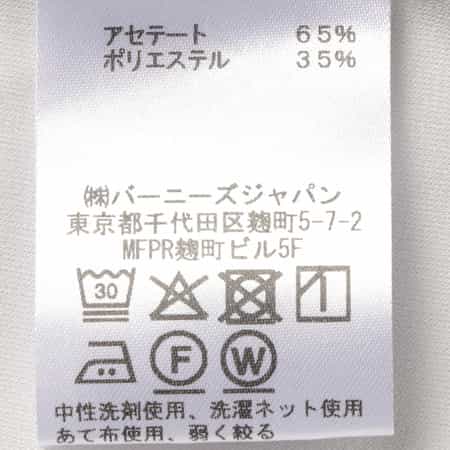 アセテート 65%
ポリエステル 35%
㈱バーニーズジャパン
東京都千代田区麹町5-7-2
MFPR麹町ビル5F
30
F W
中性洗剤使用、洗濯ネット使用
あて布使用、弱く絞る